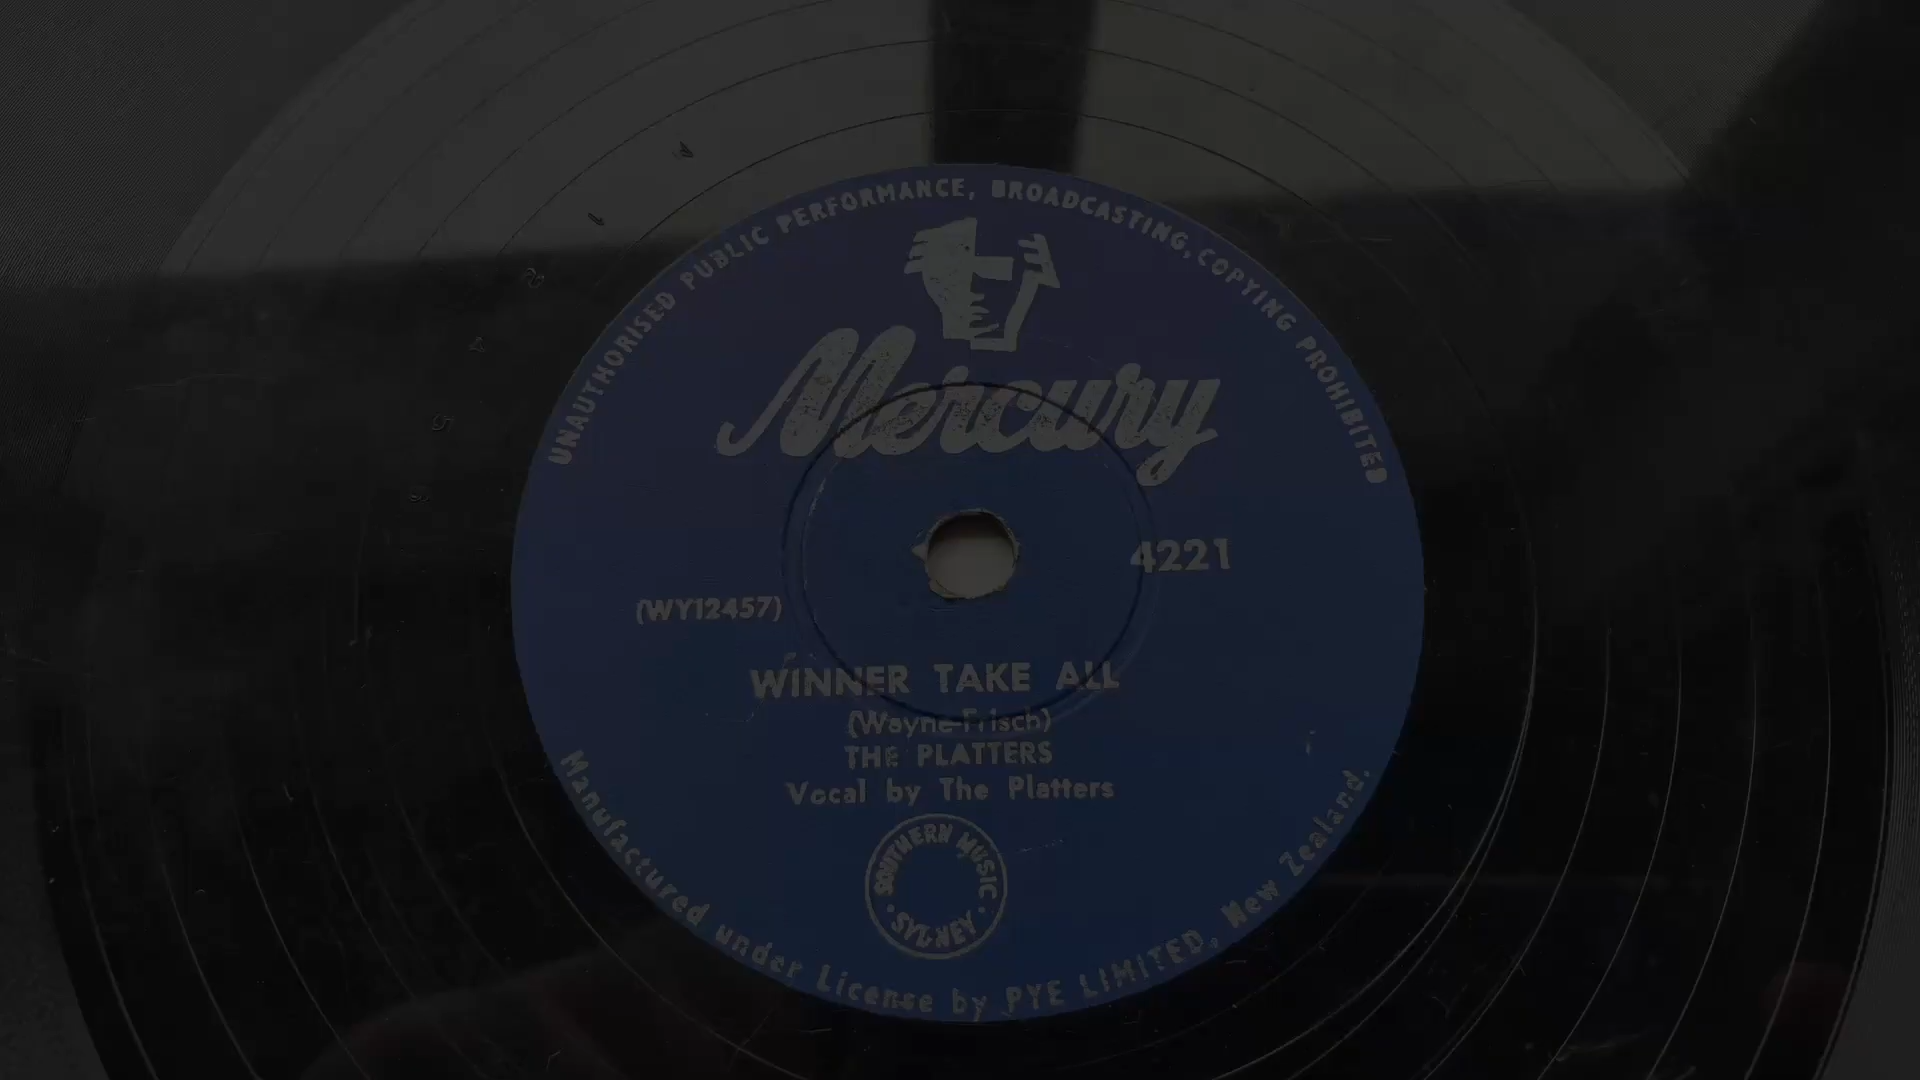 UNAUTHORISED PUBLIC PERFORMANCE, BROADCASTING, COPYING PROHIBITED
Mercury
4221
(WY12457)
WINNER TAKE ALL
(Wayne-Frisch)
THE PLATTERS
Vocal by The Platters
SOUTHERN MUSIC
• SYDNEY •
Manufactured under License by PYE LIMITED, New Zealand.